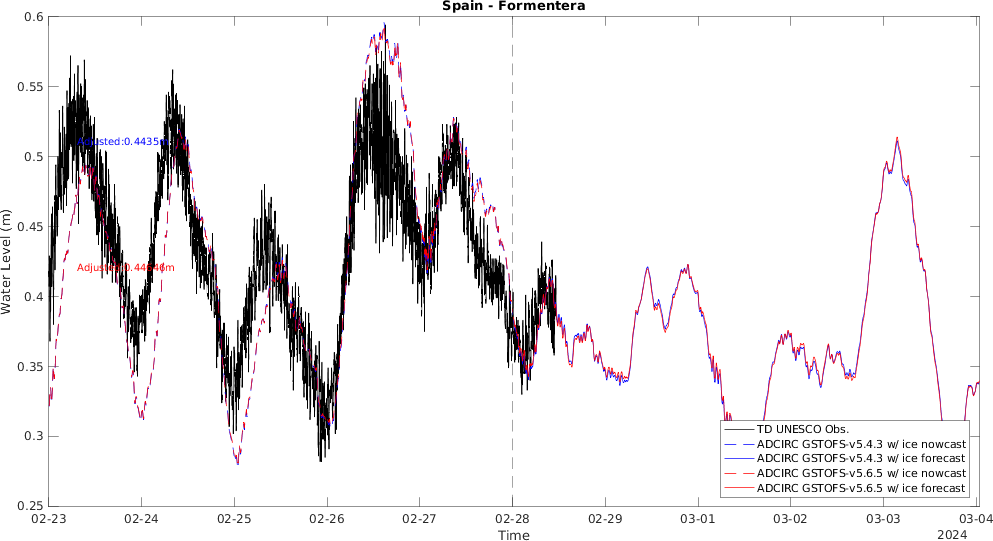 Spain - Formentera
Water Level (m)
0.6
0.55
0.5
0.45
0.4
0.35
0.3
0.25
Adjusted:0.4435m
TD UNESCO Obs.
ADCIRC GSTOFS-v5.4.3 w/ ice nowcast
ADCIRC GSTOFS-v5.4.3 w/ ice forecast
ADCIRC GSTOFS-v5.6.5 w/ ice nowcast
ADCIRC GSTOFS-v5.6.5 w/ ice forecast
02-23 02-24 02-25 02-26 02-27 02-28 02-29 03-01 03-02 03-03 03-04
Time
2024